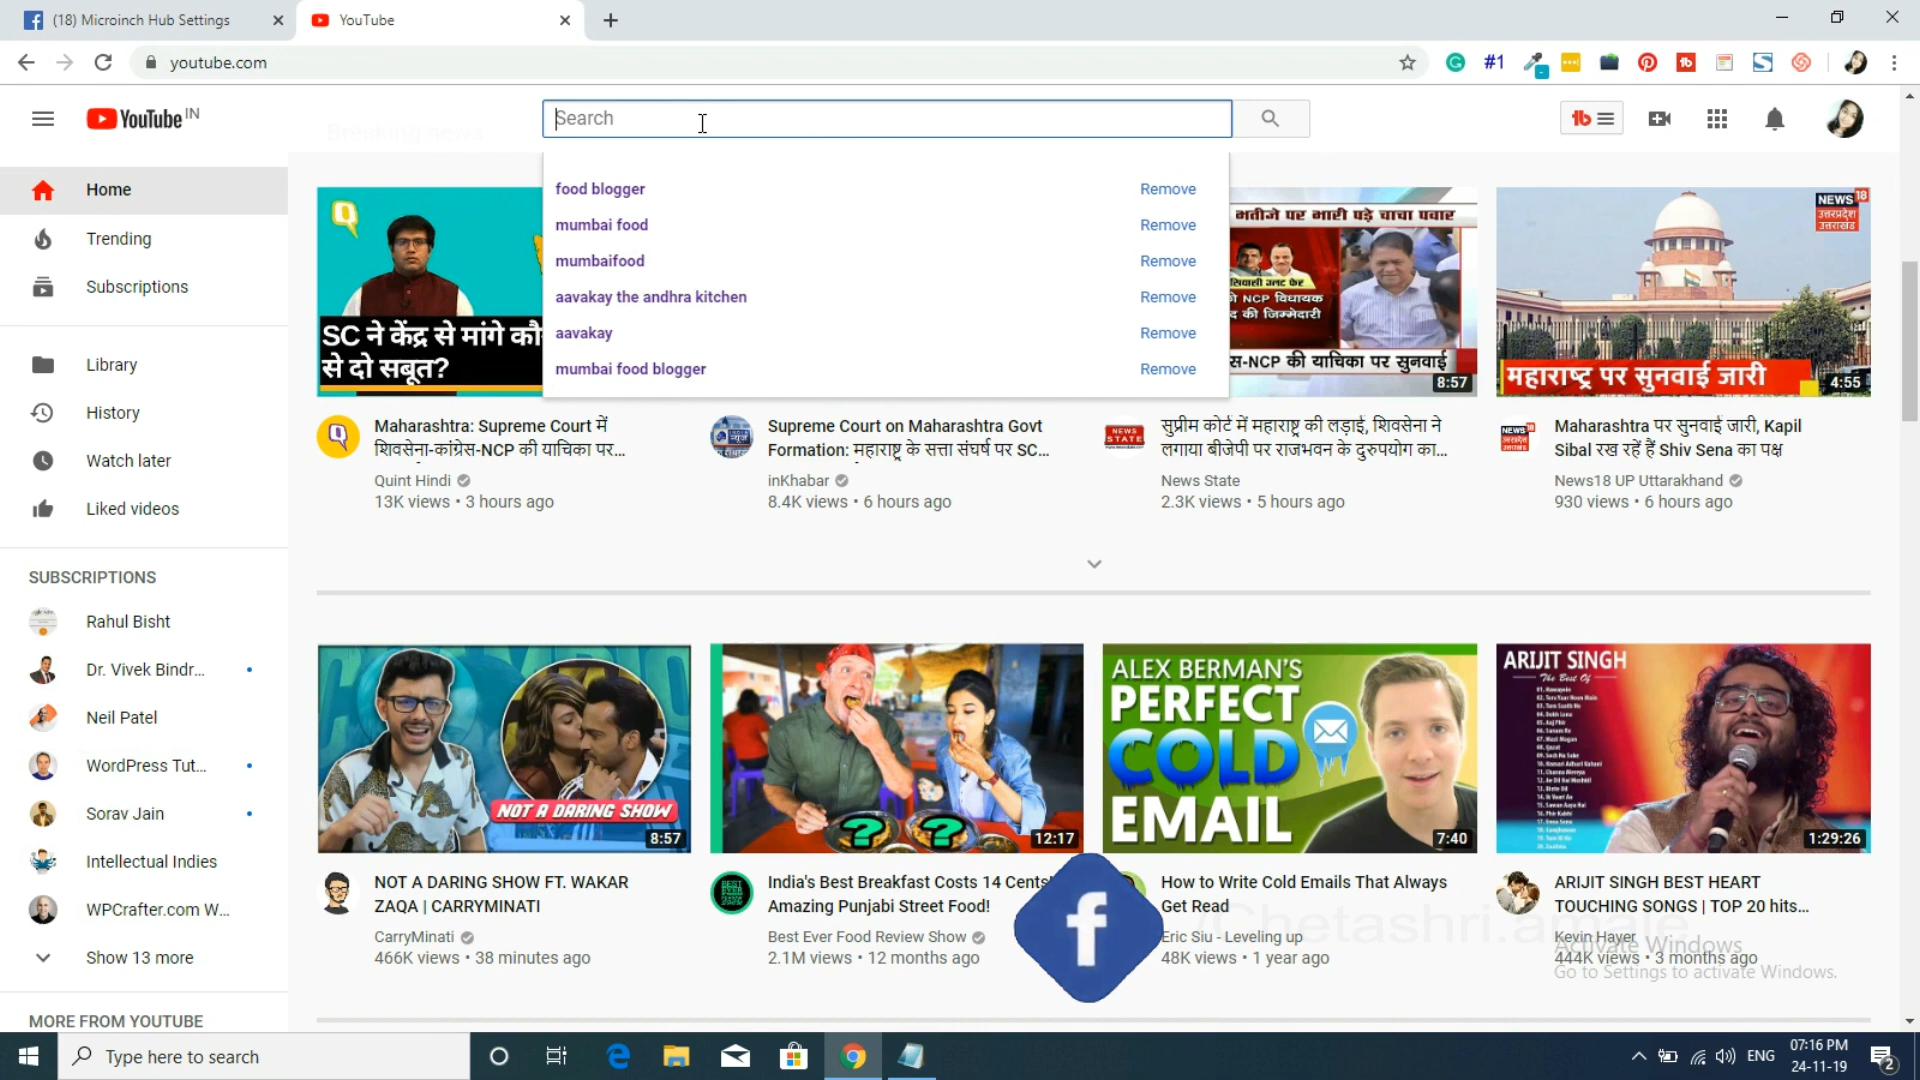 (18) Microinch Hub Settings
YouTube
youtube.com
#1
YouTube IN
Breaking news
Search
food blogger Remove
mumbai food Remove
mumbaifood Remove
aavakay the andhra kitchen Remove
aavakay Remove
mumbai food blogger Remove
Home
Trending
Subscriptions
Library
History
Watch later
Liked videos
SUBSCRIPTIONS
Rahul Bisht
Dr. Vivek Bindr...
Neil Patel
WordPress Tut...
Sorav Jain
Intellectual Indies
WPCrafter.com W...
Show 13 more
MORE FROM YOUTUBE
SC ने केंद्र से मांगे कौ
से दो सबूत?
Maharashtra: Supreme Court में
शिवसेना-कांग्रेस-NCP की याचिका पर...
Quint Hindi
13K views • 3 hours ago
Supreme Court on Maharashtra Govt
Formation: महाराष्ट्र के सत्ता संघर्ष पर SC...
inKhabar
8.4K views • 6 hours ago
भतीजे पर भारी पड़े चाचा पवार
NCP विधायक
द की जिम्मेदारी
स-NCP की याचिका पर सुनवाई
8:57
NEWS STATE
सुप्रीम कोर्ट में महाराष्ट्र की लड़ाई, शिवसेना ने
लगाया बीजेपी पर राजभवन के दुरुपयोग का...
News State
2.3K views • 5 hours ago
NEWS 18
उत्तरप्रदेश
उत्तराखंड
महाराष्ट्र पर सुनवाई जारी
4:55
Maharashtra पर सुनवाई जारी, Kapil
Sibal रख रहें हैं Shiv Sena का पक्ष
News18 UP Uttarakhand
930 views • 6 hours ago
NOT A DARING SHOW
8:57
NOT A DARING SHOW FT. WAKAR
ZAQA | CARRYMINATI
CarryMinati
466K views • 38 minutes ago
? ?
12:17
India's Best Breakfast Costs 14 Cents!
Amazing Punjabi Street Food!
Best Ever Food Review Show
2.1M views • 12 months ago
ALEX BERMAN'S
PERFECT
COLD
EMAIL
7:40
How to Write Cold Emails That Always
Get Read
Eric Siu - Leveling up
48K views • 1 year ago
ARIJIT SINGH
The Best Of
1:29:26
ARIJIT SINGH BEST HEART
TOUCHING SONGS | TOP 20 hits...
Kevin Hayer
444K views • 3 months ago
f
/Chetashri.amale
Activate Windows
Go to Settings to activate Windows.
Type here to search
ENG
07:16 PM
24-11-19
2